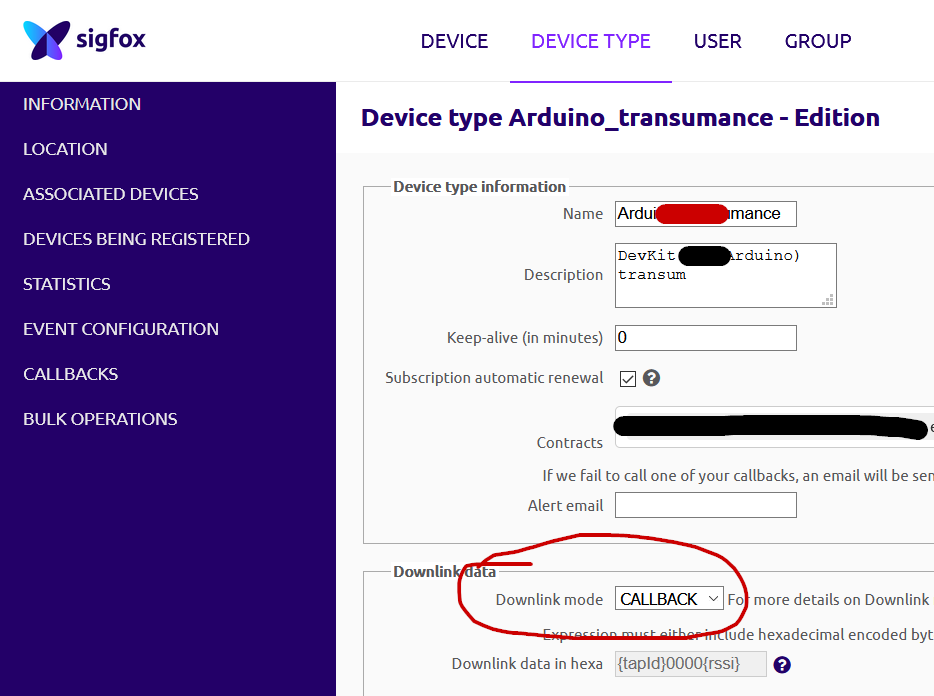 sigfox
DEVICE DEVICE TYPE USER GROUP
INFORMATION
LOCATION
ASSOCIATED DEVICES
DEVICES BEING REGISTERED
STATISTICS
EVENT CONFIGURATION
CALLBACKS
BULK OPERATIONS
Device type Arduino_transumance - Edition
Device type information
Name Ardui mance
Description DevKit Arduino)
transum
Keep-alive (in minutes) 0
Subscription automatic renewal ?
Contracts
If we fail to call one of your callbacks, an email will be sen
Alert email
Downlink data
Downlink mode CALLBACK For more details on Downlink
Expression must either include hexadecimal encoded byt
Downlink data in hexa {tapId}0000{rssi} ?